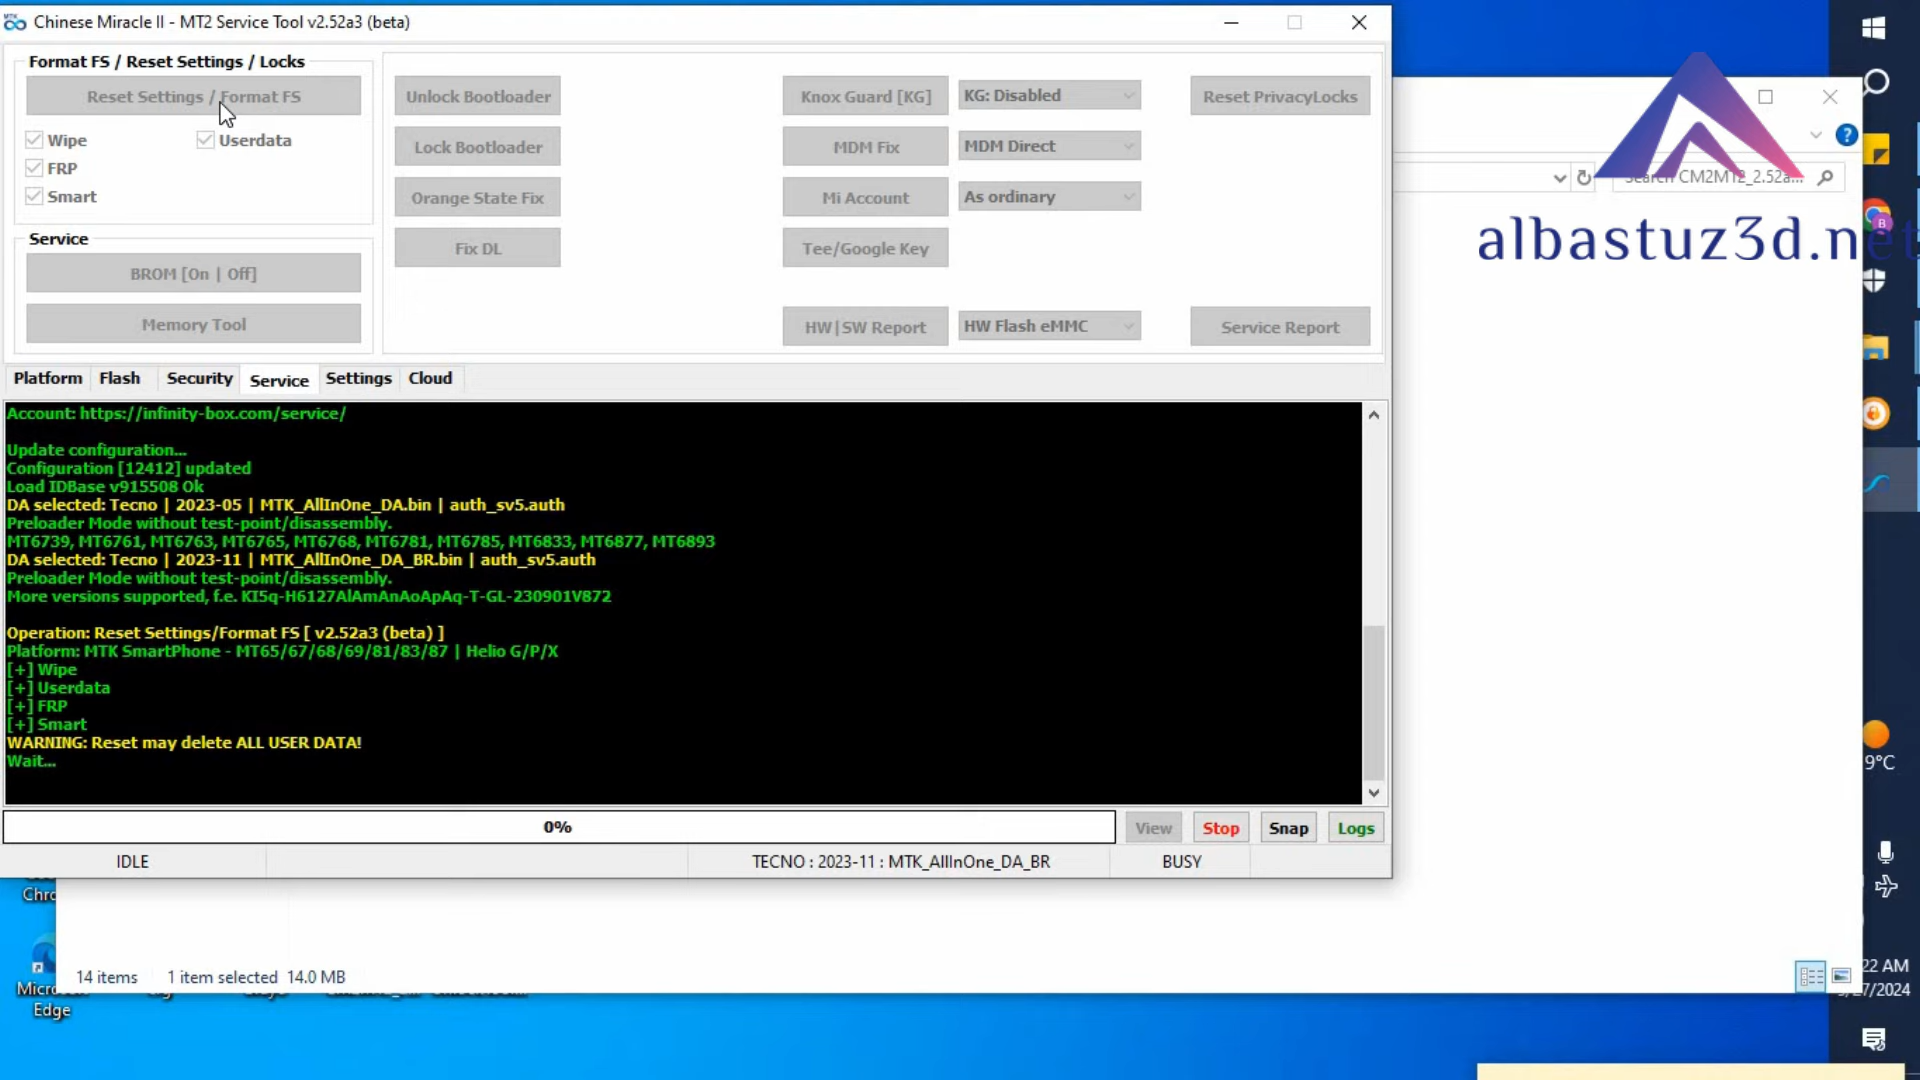 Chinese Miracle II - MT2 Service Tool v2.52a3 (beta)
Format FS / Reset Settings / Locks
Reset Settings / Format FS
Wipe
Userdata
FRP
Smart
Service
BROM [On | Off]
Memory Tool
Unlock Bootloader
Lock Bootloader
Orange State Fix
Fix DL
Knox Guard [KG]
KG: Disabled
Reset PrivacyLocks
MDM Fix
MDM Direct
Mi Account
As ordinary
Tee/Google Key
HW|SW Report
HW Flash eMMC
Service Report
Platform
Flash
Security
Service
Settings
Cloud
Account: https://infinity-box.com/service/
Update configuration...
Configuration [12412] updated
Load IDBase v915508 Ok
DA selected: Tecno | 2023-05 | MTK_AllInOne_DA.bin | auth_sv5.auth
Preloader Mode without test-point/disassembly.
MT6739, MT6761, MT6763, MT6765, MT6768, MT6781, MT6785, MT6833, MT6877, MT6893
DA selected: Tecno | 2023-11 | MTK_AllInOne_DA_BR.bin | auth_sv5.auth
Preloader Mode without test-point/disassembly.
More versions supported, f.e. KI5q-H6127AlAmAnAoApAq-T-GL-230901V872
Operation: Reset Settings/Format FS [ v2.52a3 (beta) ]
Platform: MTK SmartPhone - MT65/67/68/69/81/83/87 | Helio G/P/X
[+] Wipe
[+] Userdata
[+] FRP
[+] Smart
WARNING: Reset may delete ALL USER DATA!
Wait...
0%
View
Stop
Snap
Logs
IDLE
TECNO : 2023-11 : MTK_AllInOne_DA_BR
BUSY
Search CM2MT2_2.52a...
albastuz3d.net
9°C
Chro
14 items
1 item selected 14.0 MB
Edge
22 AM
/27/2024